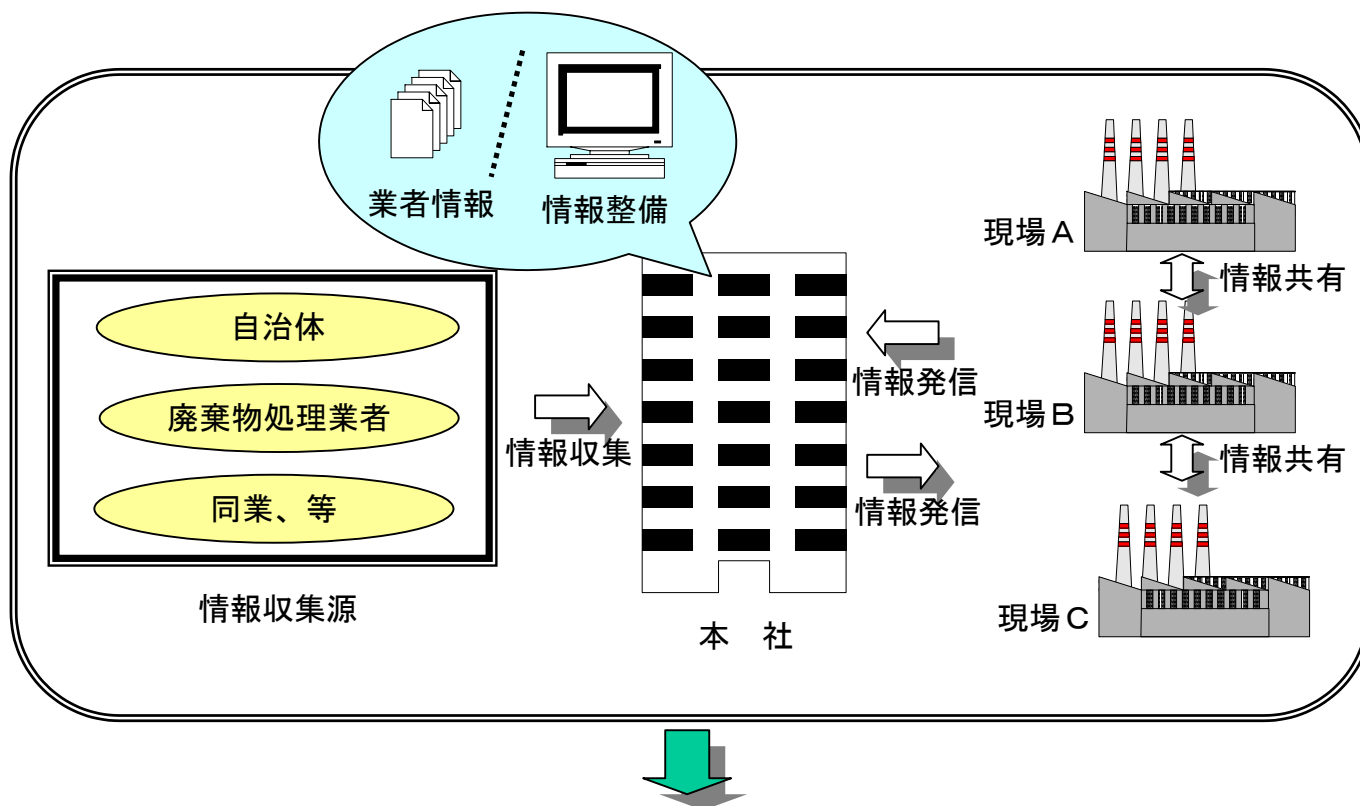 業者情報
情報整備
自治体
廃棄物処理業者
同業、等
情報収集源
情報収集
本　社
情報発信
情報発信
現場A
情報共有
現場B
情報共有
現場C